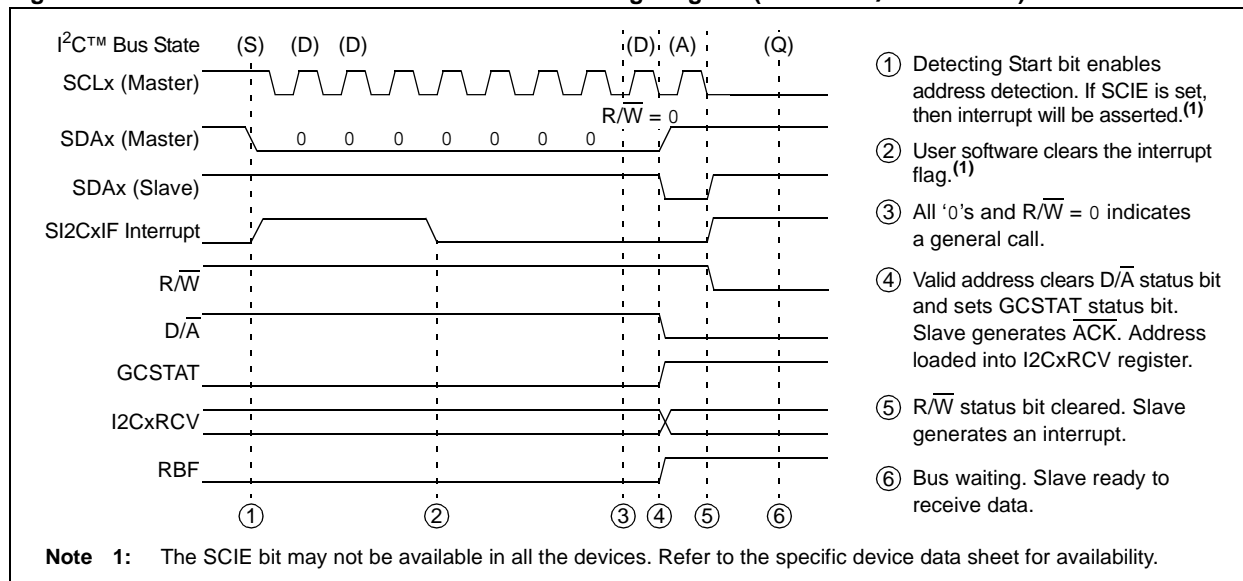 I²C™ Bus State (S) (D) (D) (D) (A) (Q)
SCLx (Master)
R/W̅ = 0
SDAx (Master) 0 0 0 0 0 0 0
SDAx (Slave)
SI2CxIF Interrupt
R/W̅
D/A̅
GCSTAT
I2CxRCV
RBF
① ② ③ ④ ⑤ ⑥
① Detecting Start bit enables
address detection. If SCIE is set,
then interrupt will be asserted.(1)
② User software clears the interrupt
flag.(1)
③ All ‘0’s and R/W̅ = 0 indicates
a general call.
④ Valid address clears D/A̅ status bit
and sets GCSTAT status bit.
Slave generates A̅C̅K̅. Address
loaded into I2CxRCV register.
⑤ R/W̅ status bit cleared. Slave
generates an interrupt.
⑥ Bus waiting. Slave ready to
receive data.
Note 1: The SCIE bit may not be available in all the devices. Refer to the specific device data sheet for availability.